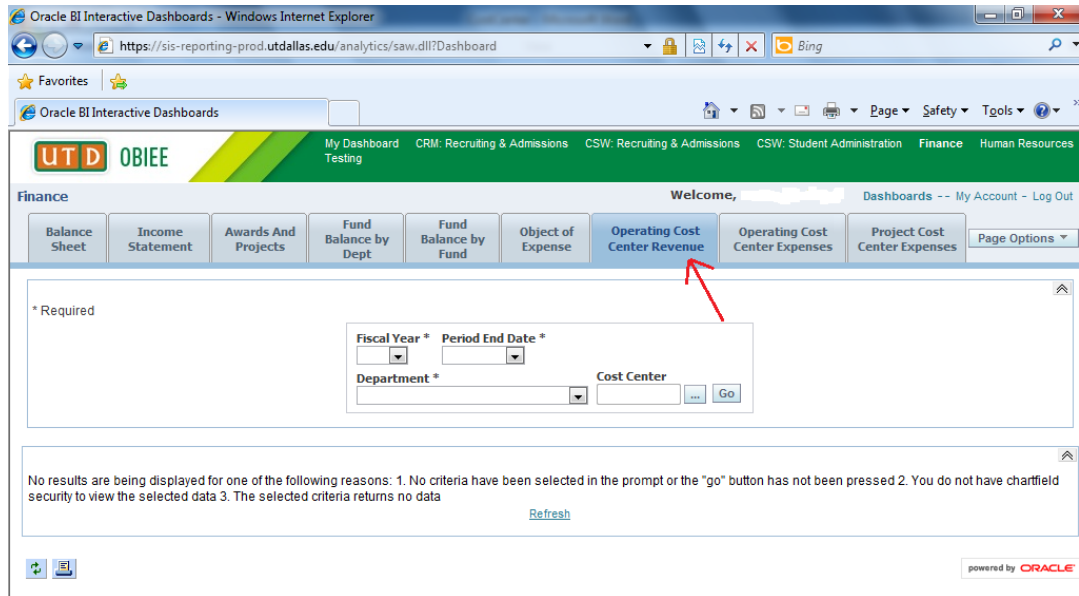 Oracle BI Interactive Dashboards - Windows Internet Explorer
https://sis-reporting-prod.utdallas.edu/analytics/saw.dll?Dashboard
Bing
Favorites
Oracle BI Interactive Dashboards
Page Safety Tools
UTD OBIEE
My Dashboard Testing
CRM: Recruiting & Admissions
CSW: Recruiting & Admissions
CSW: Student Administration
Finance
Human Resources
Finance
Welcome,
Dashboards -- My Account - Log Out
Balance Sheet
Income Statement
Awards And Projects
Fund Balance by Dept
Fund Balance by Fund
Object of Expense
Operating Cost Center Revenue
Operating Cost Center Expenses
Project Cost Center Expenses
Page Options
* Required
Fiscal Year * Period End Date *
Department * Cost Center
... Go
No results are being displayed for one of the following reasons: 1. No criteria have been selected in the prompt or the "go" button has not been pressed 2. You do not have chartfield
security to view the selected data 3. The selected criteria returns no data
Refresh
powered by ORACLE